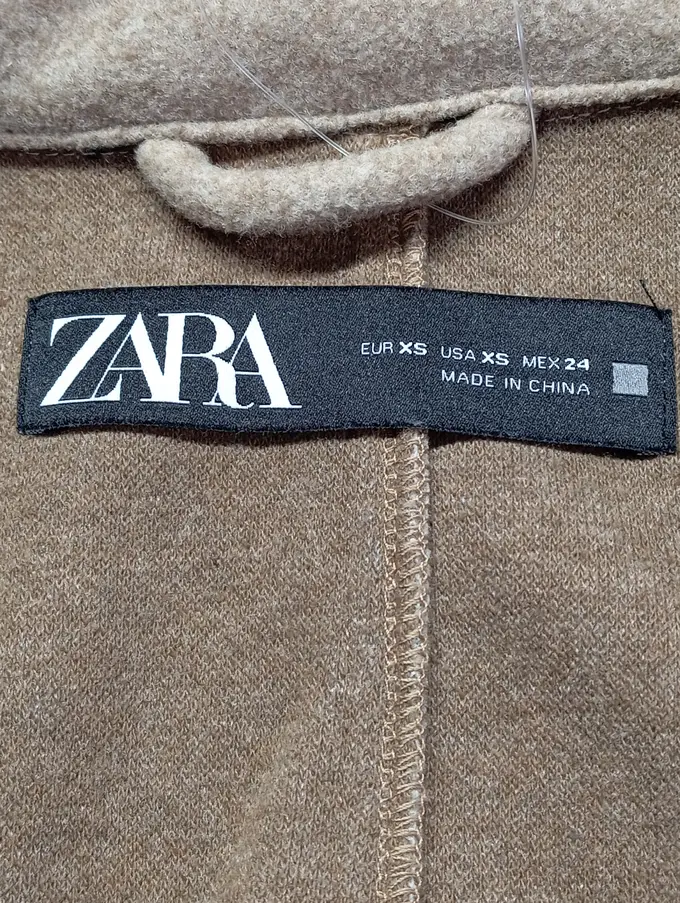 ZARA
EUR XS USA XS MEX 24
MADE IN CHINA